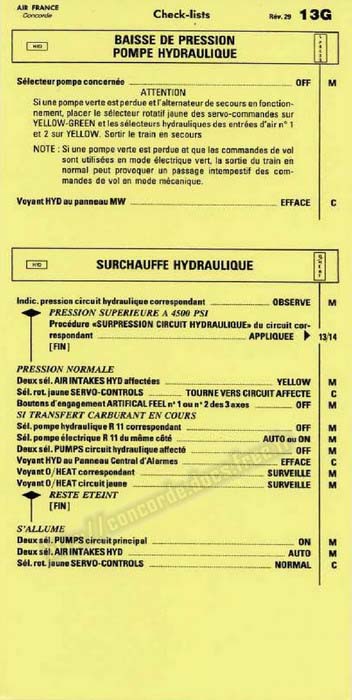 AIR FRANCE
Concorde
Check-lists
Rév. 29 13G
HYD
BAISSE DE PRESSION
POMPE HYDRAULIQUE
Sélecteur pompe concernée OFF M
ATTENTION
Si une pompe verte est perdue et l'alternateur de secours en fonction-
nement, placer le sélecteur rotatif jaune des servo-commandes sur
YELLOW-GREEN et les sélecteurs hydrauliques des entrées d'air n° 1
et 2 sur YELLOW. Sortir le train en secours
NOTE : Si une pompe verte est perdue et que les commandes de vol
sont utilisées en mode électrique vert, la sortie du train en
normal peut provoquer un passage intempestif des com-
mandes de vol en mode mécanique.
Voyant HYD au panneau MW EFFACE C
HYD
SURCHAUFFE HYDRAULIQUE
Indic. pression circuit hydraulique correspondant OBSERVE M
PRESSION SUPERIEURE A 4500 PSI
Procédure «SURPRESSION CIRCUIT HYDRAULIQUE» du circuit cor-
respondant APPLIQUEE 13/14
[FIN]
PRESSION NORMALE
Deux sél. AIR INTAKES HYD affectées YELLOW M
Sél. rot. jaune SERVO-CONTROLS TOURNE VERS CIRCUIT AFFECTE C
Boutons d'engagement ARTIFICAL FEEL n° 1 ou n° 2 des 3 axes OFF M
SI TRANSFERT CARBURANT EN COURS
Sél. pompe hydraulique R 11 correspondant OFF M
Sél. pompe électrique R 11 du même côté AUTO ou ON M
Deux sél. PUMPS circuit hydraulique affecté OFF M
Voyant HYD au Panneau Central d'Alarmes EFFACE C
Voyant O/HEAT correspondant SURVEILLE M
Voyant O/HEAT circuit jaune SURVEILLE M
RESTE ETEINT
[FIN]
S'ALLUME
Deux sél. PUMPS circuit principal ON M
Deux sél. AIR INTAKES HYD AUTO M
Sél. rot. jaune SERVO-CONTROLS NORMAL C